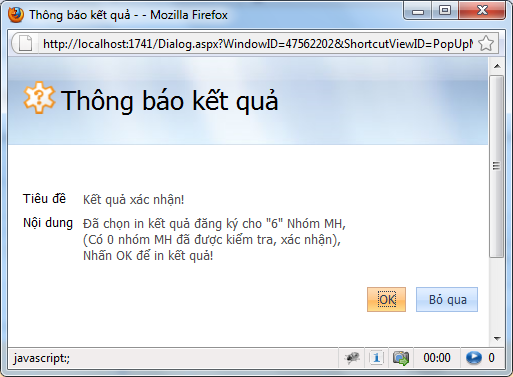 Thông báo kết quả - - Mozilla Firefox
http://localhost:1741/Dialog.aspx?WindowID=47562202&ShortcutViewID=PopUpM
Thông báo kết quả
Tiêu đề Kết quả xác nhận!
Nội dung Đã chọn in kết quả đăng ký cho "6" Nhóm MH,
(Có 0 nhóm MH đã được kiểm tra, xác nhận),
Nhấn OK để in kết quả!
OK Bỏ qua
javascript:; 00:00 0